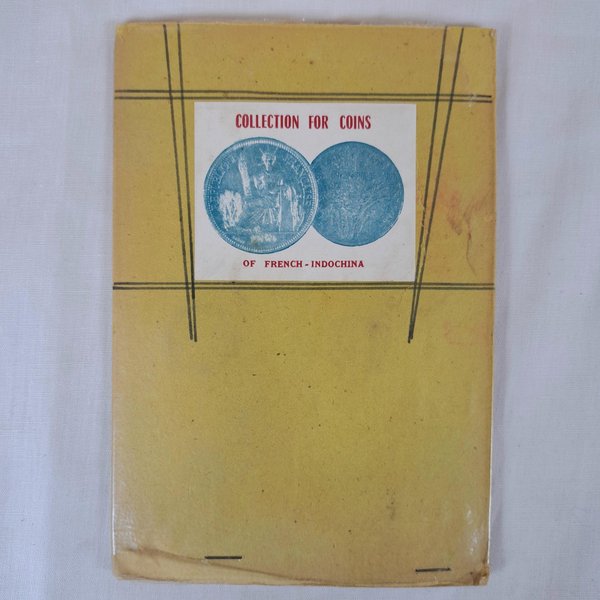 COLLECTION FOR COINS
OF FRENCH - INDOCHINA